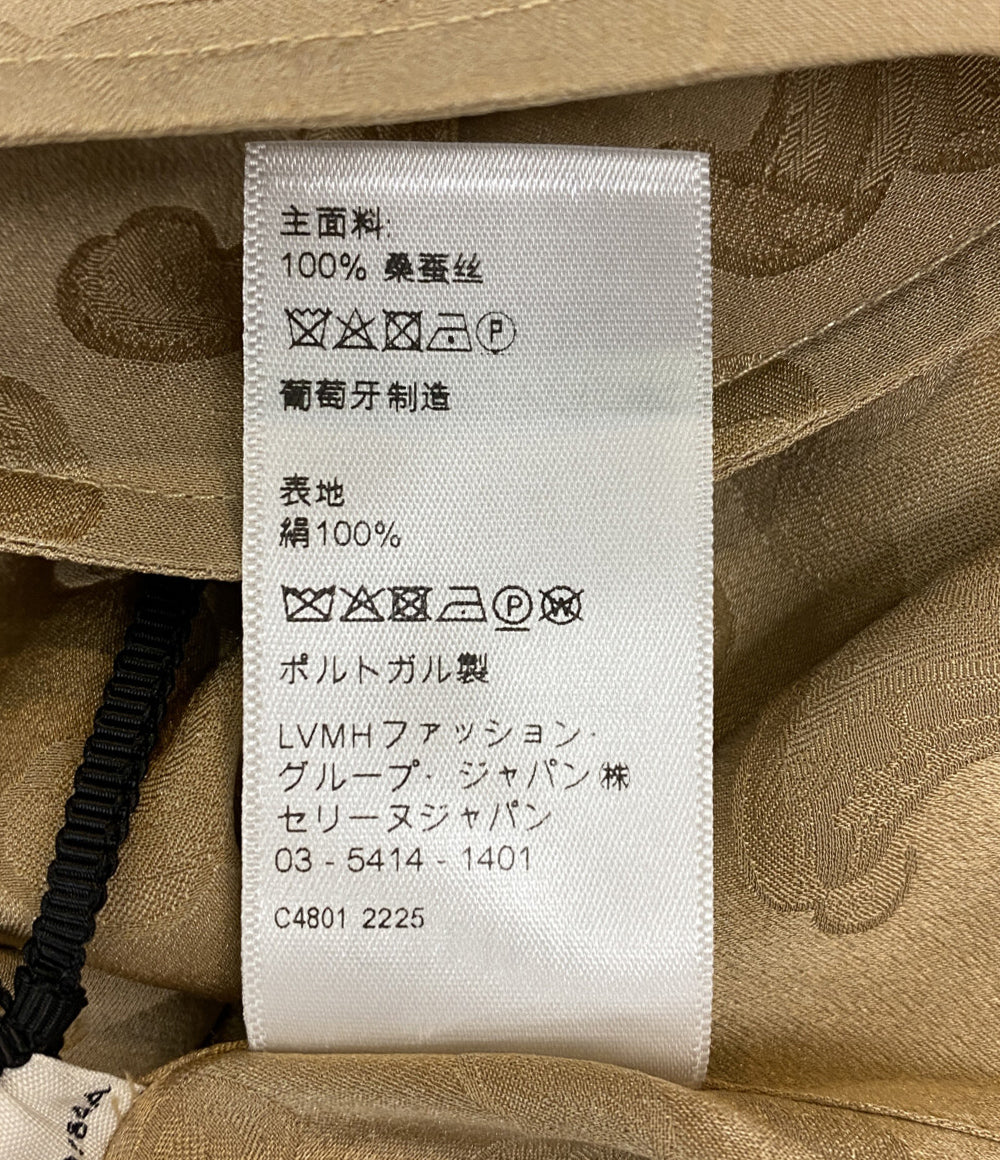 主面料:
100% 桑蚕丝
P
葡萄牙制造
表地
絹100%
P W
ポルトガル製
LVMHファッション·
グループ· ジャパン㈱
セリーヌジャパン
03 - 5414 - 1401
C4801 2225